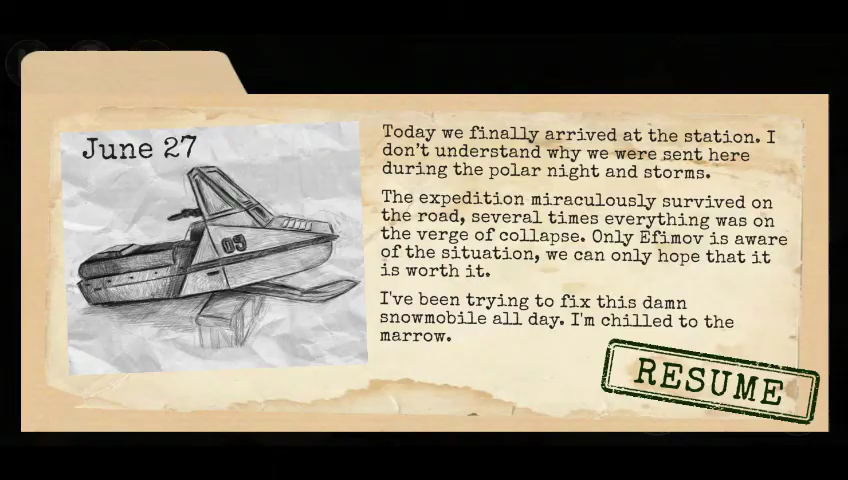 June 27
Today we finally arrived at the station. I
don't understand why we were sent here
during the polar night and storms.
The expedition miraculously survived on
the road, several times everything was on
the verge of collapse. Only Efimov is aware
of the situation, we can only hope that it
is worth it.
I've been trying to fix this damn
snowmobile all day. I'm chilled to the
marrow.
09
RESUME